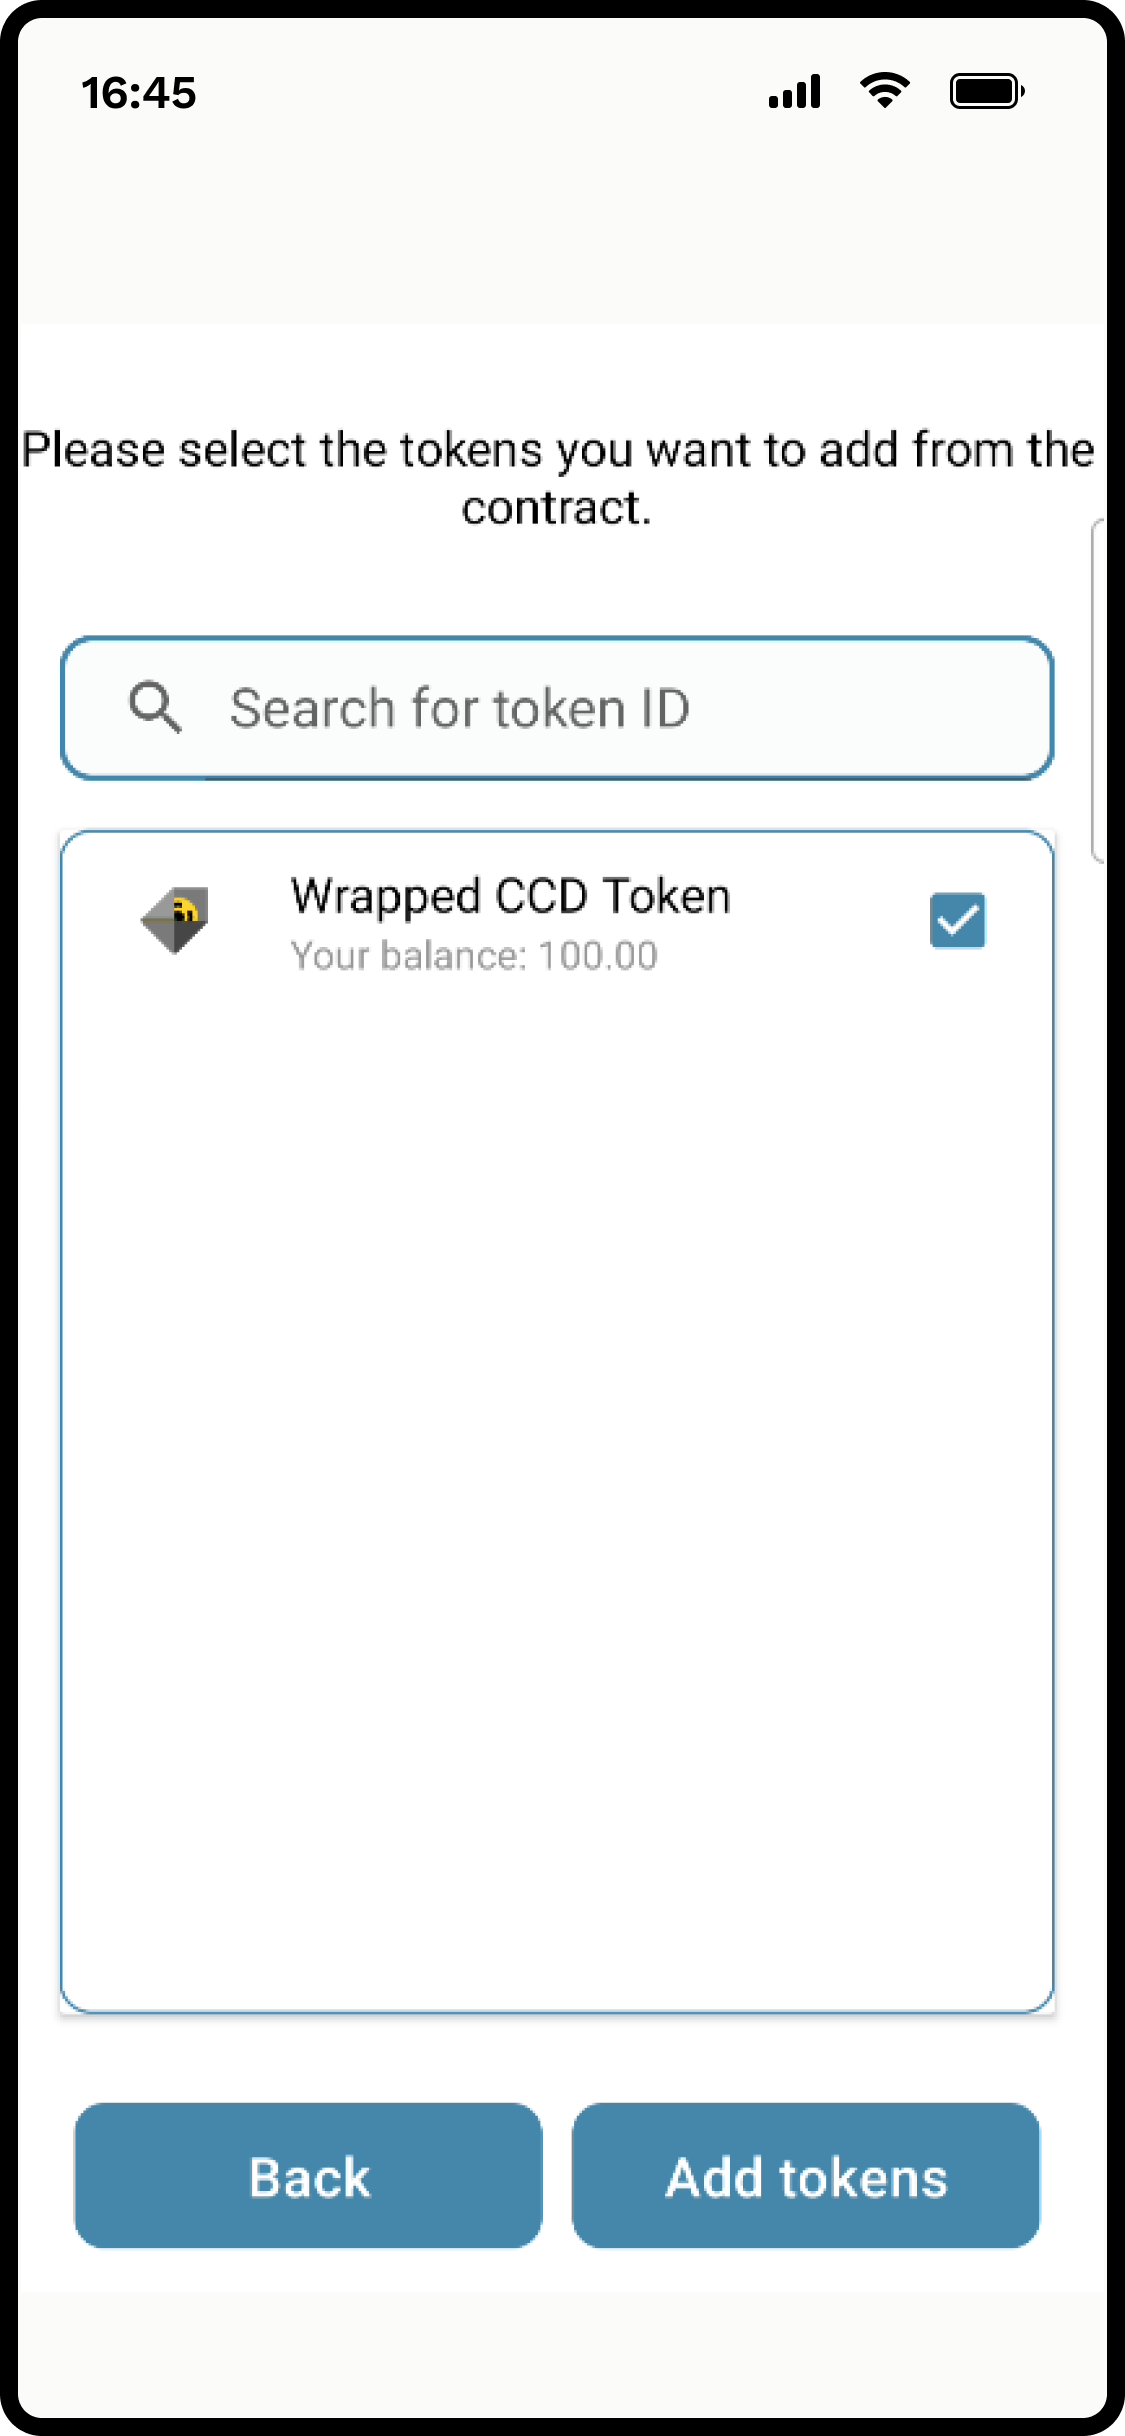 16:45
Please select the tokens you want to add from the
contract.
Search for token ID
Wrapped CCD Token
Your balance: 100.00
Back
Add tokens